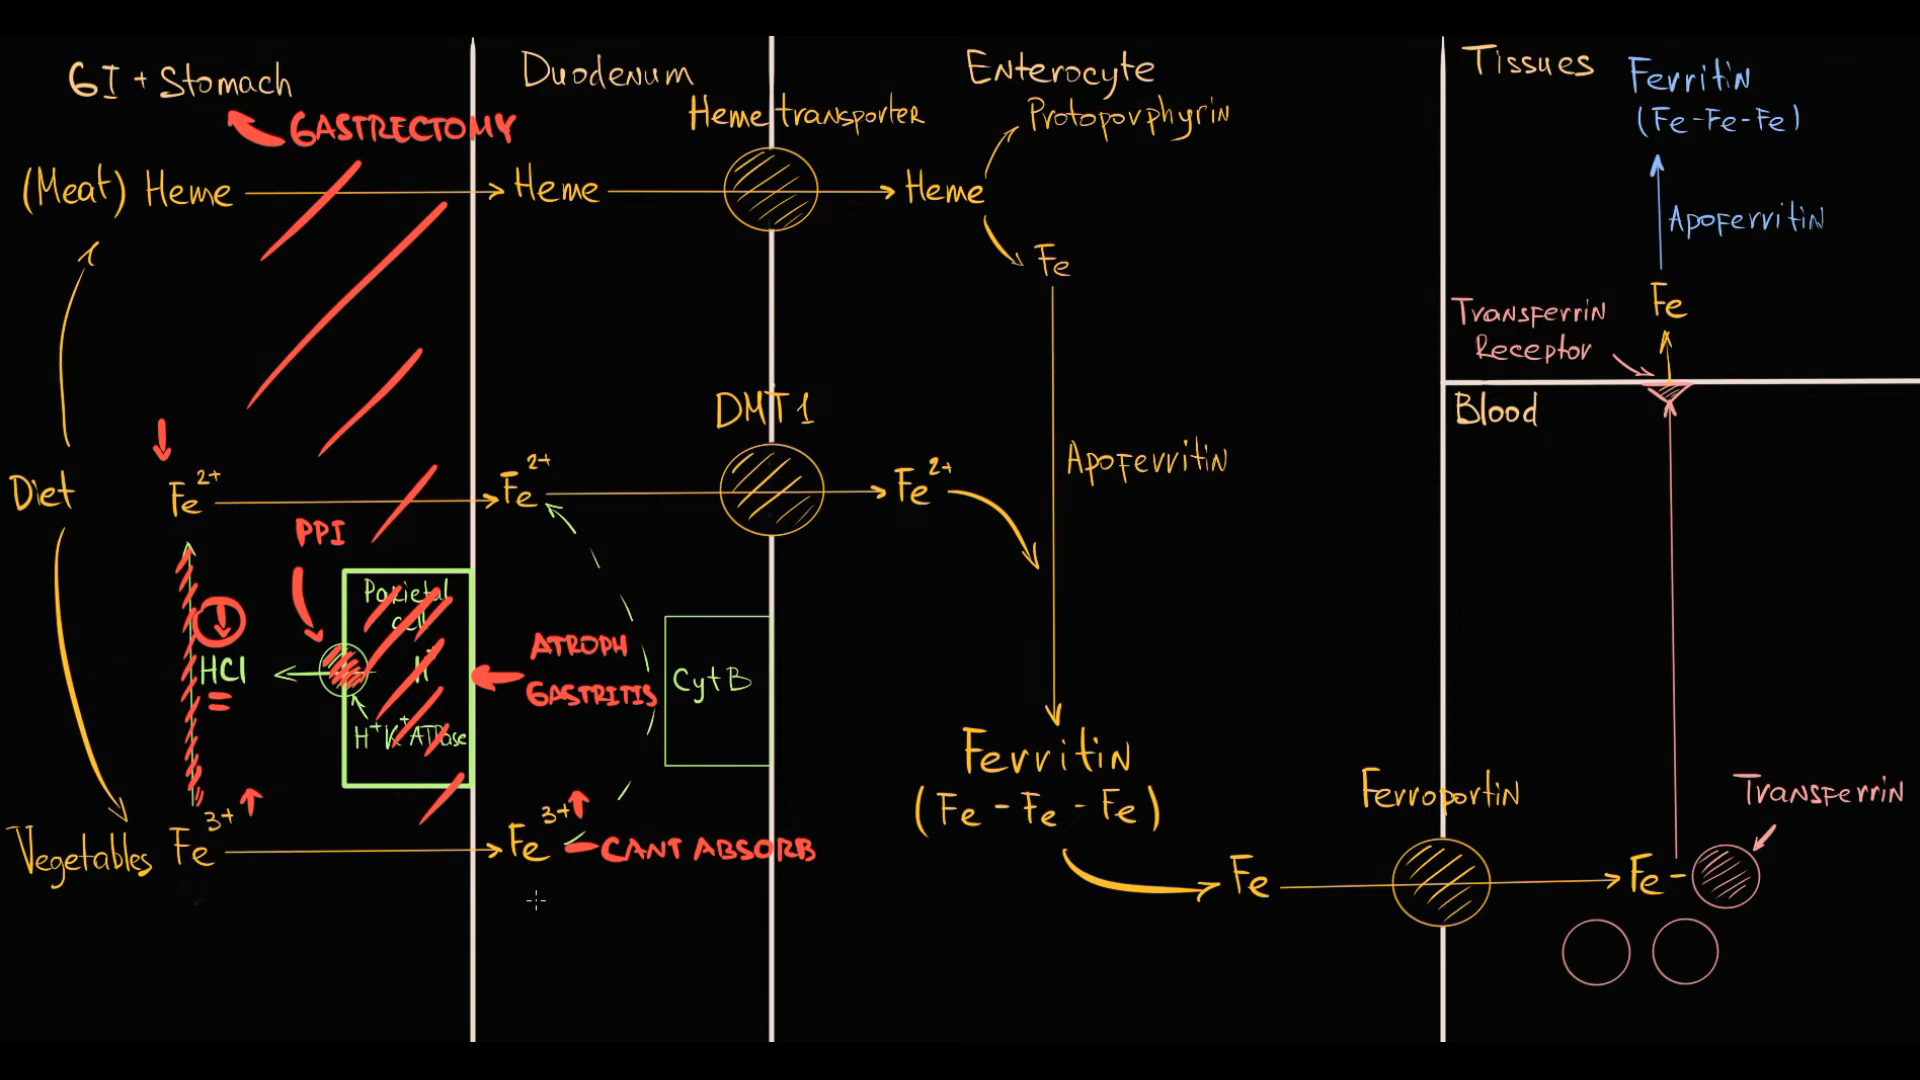 GI + Stomach
GASTRECTOMY
(Meat) Heme
Diet
Fe2+
PPI
Parietal
cell
HCl
H+
H+K+ATPase
Vegetables Fe3+
Duodenum
Heme
Fe2+
ATROPH
GASTRITIS
CytB
Fe3+
CANT ABSORB
Heme transporter
DMT1
Enterocyte
Protoporphyrin
Heme
Fe
Fe2+
Apoferritin
Ferritin
(Fe-Fe-Fe)
Fe
Ferroportin
Tissues
Ferritin
(Fe-Fe-Fe)
Apoferritin
Fe
Transferrin
Receptor
Blood
Transferrin
Fe-